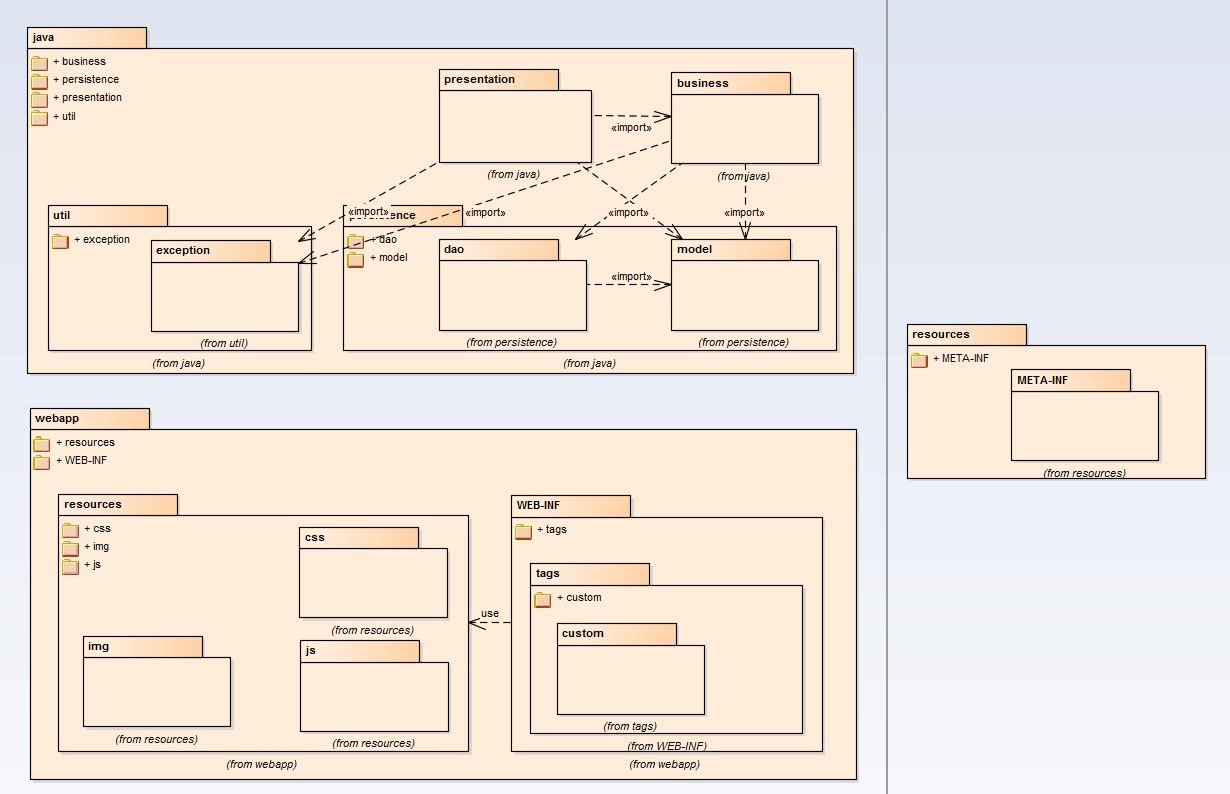 java
+ business
+ persistence
+ presentation
+ util
presentation
«import»
business
(from java)
(from java)
util
+ exception
exception
(from util)
(from java)
«import»
«import»
«import»
«import»
ence
+ dao
+ model
dao
«import»
model
(from persistence)
(from persistence)
(from java)
webapp
+ resources
+ WEB-INF
resources
+ css
+ img
+ js
css
(from resources)
img
(from resources)
js
(from resources)
(from webapp)
use
WEB-INF
+ tags
tags
+ custom
custom
(from tags)
(from WEB-INF)
(from webapp)
resources
+ META-INF
META-INF
(from resources)